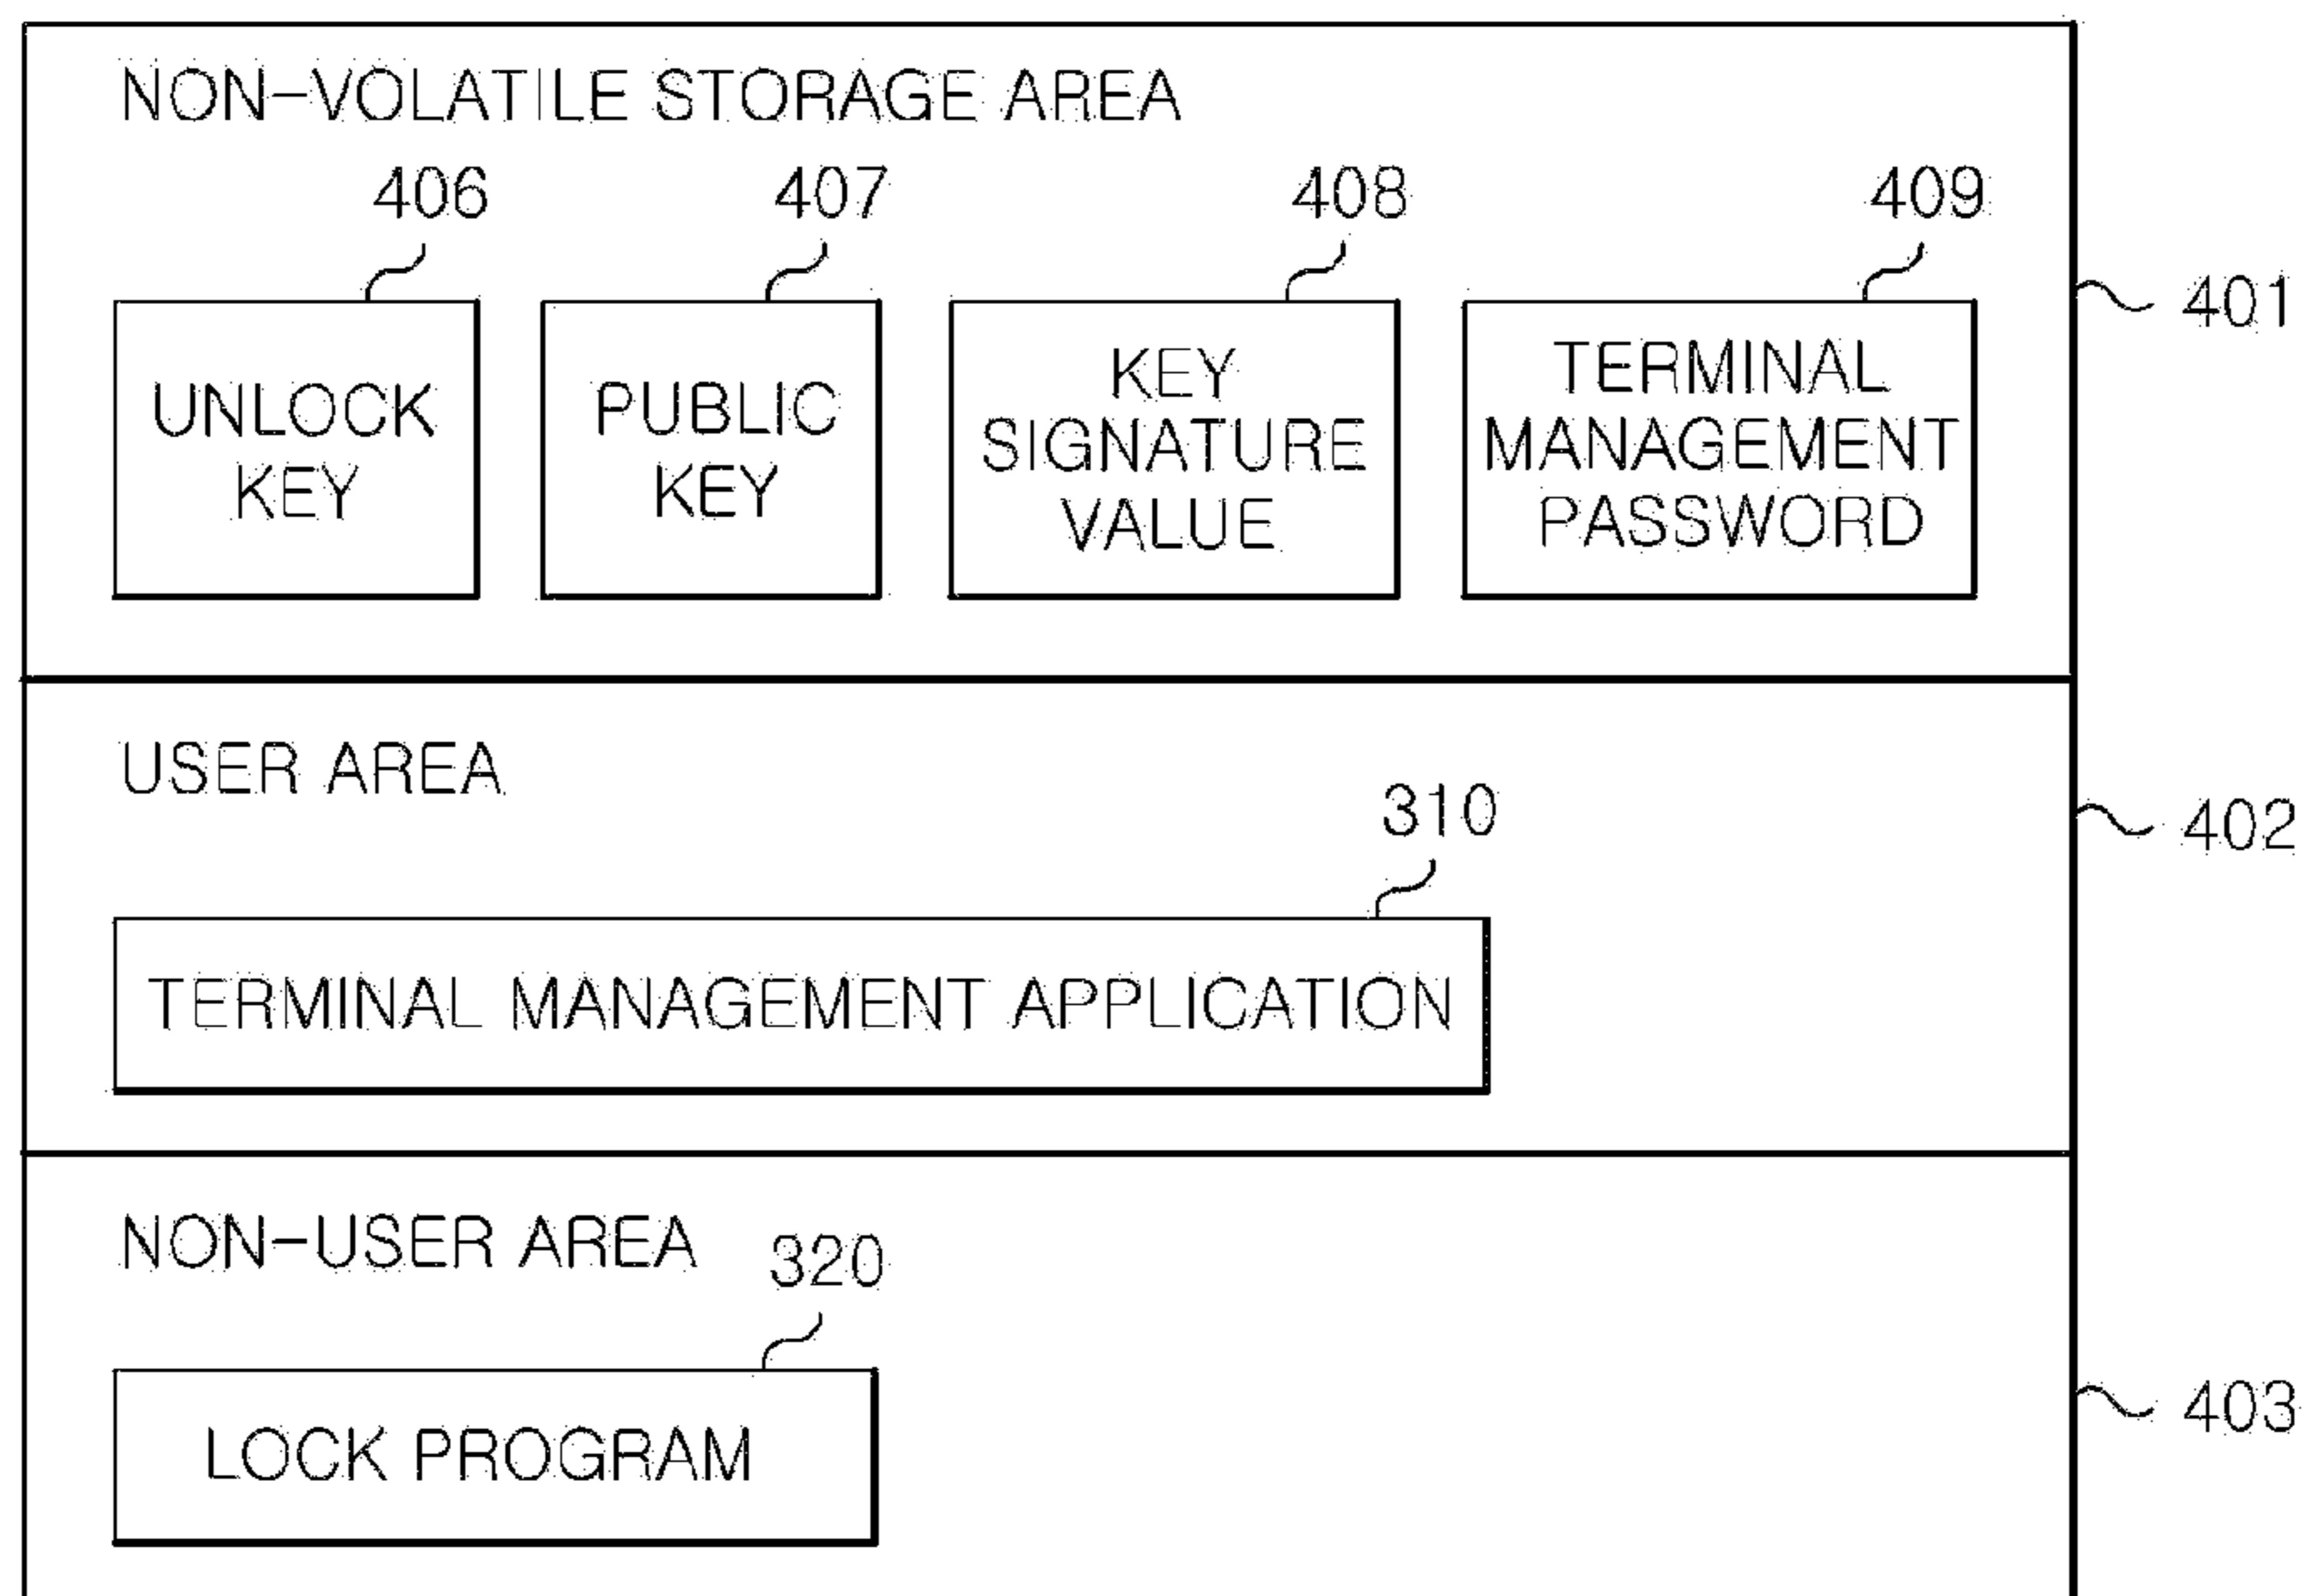 NON-VOLATILE STORAGE AREA
406
407
408
409
401
UNLOCK
KEY
PUBLIC
KEY
KEY
SIGNATURE
VALUE
TERMINAL
MANAGEMENT
PASSWORD
USER AREA
310
402
TERMINAL MANAGEMENT APPLICATION
NON-USER AREA
320
403
LOCK PROGRAM